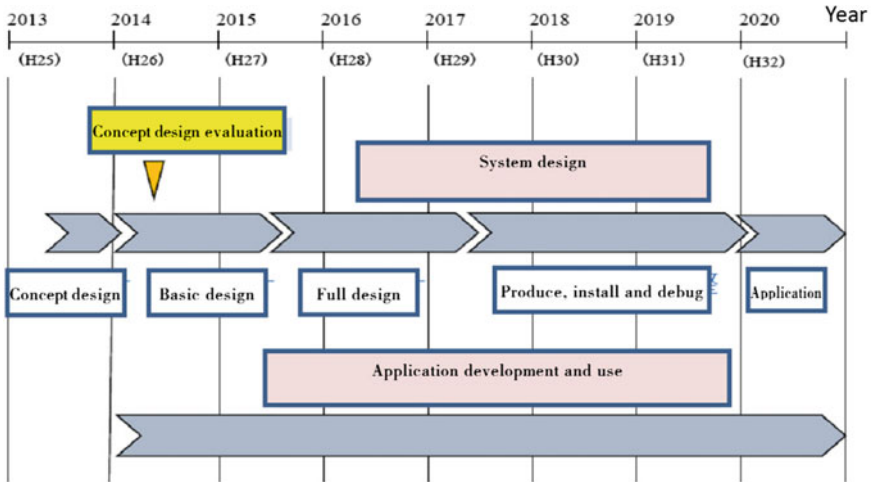 2013 2014 2015 2016 2017 2018 2019 2020 Year
(H25) (H26) (H27) (H28) (H29) (H30) (H31) (H32)
Concept design evaluation
System design
Concept design Basic design Full design Produce, install and debug Application
Application development and use